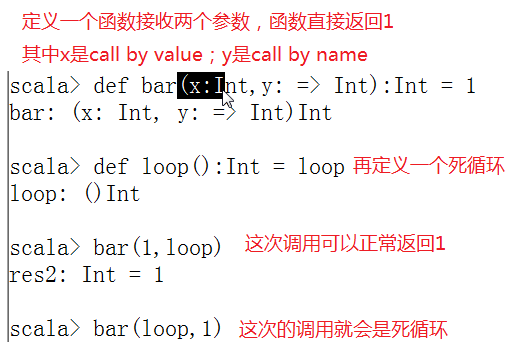 定义一个函数接收两个参数，函数直接返回1
其中x是call by value；y是call by name
scala> def bar(x:Int,y: => Int):Int = 1
bar: (x: Int, y: => Int)Int
scala> def loop():Int = loop 再定义一个死循环
loop: ()Int
scala> bar(1,loop) 这次调用可以正常返回1
res2: Int = 1
scala> bar(loop,1) 这次的调用就会是死循环